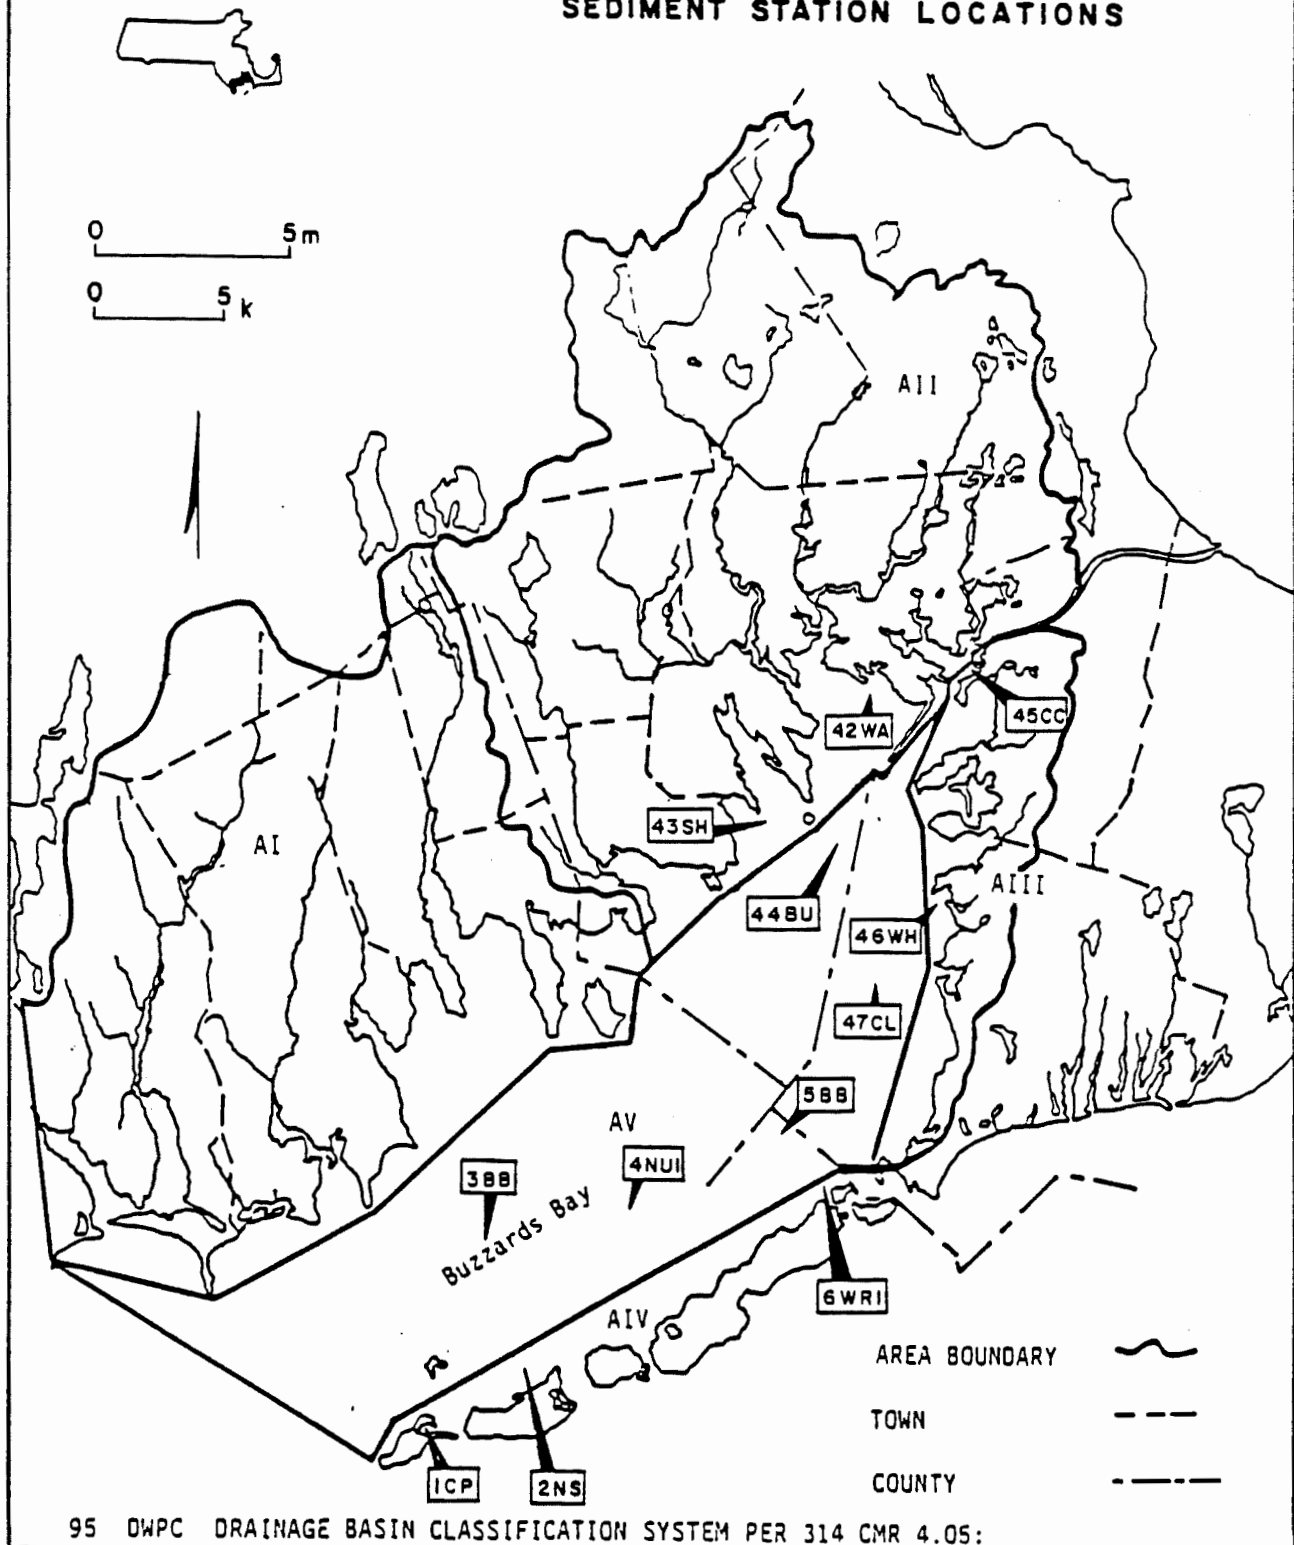 SEDIMENT STATION LOCATIONS
0 5m
0 5 k
AII
42WA
45CC
43SH
AI
AIII
44BU
46WH
47CL
5BB
AV
4NUI
3BB
Buzzards Bay
6WRI
AIV
AREA BOUNDARY
TOWN
1CP
2NS
COUNTY
95 DWPC DRAINAGE BASIN CLASSIFICATION SYSTEM PER 314 CMR 4.05: